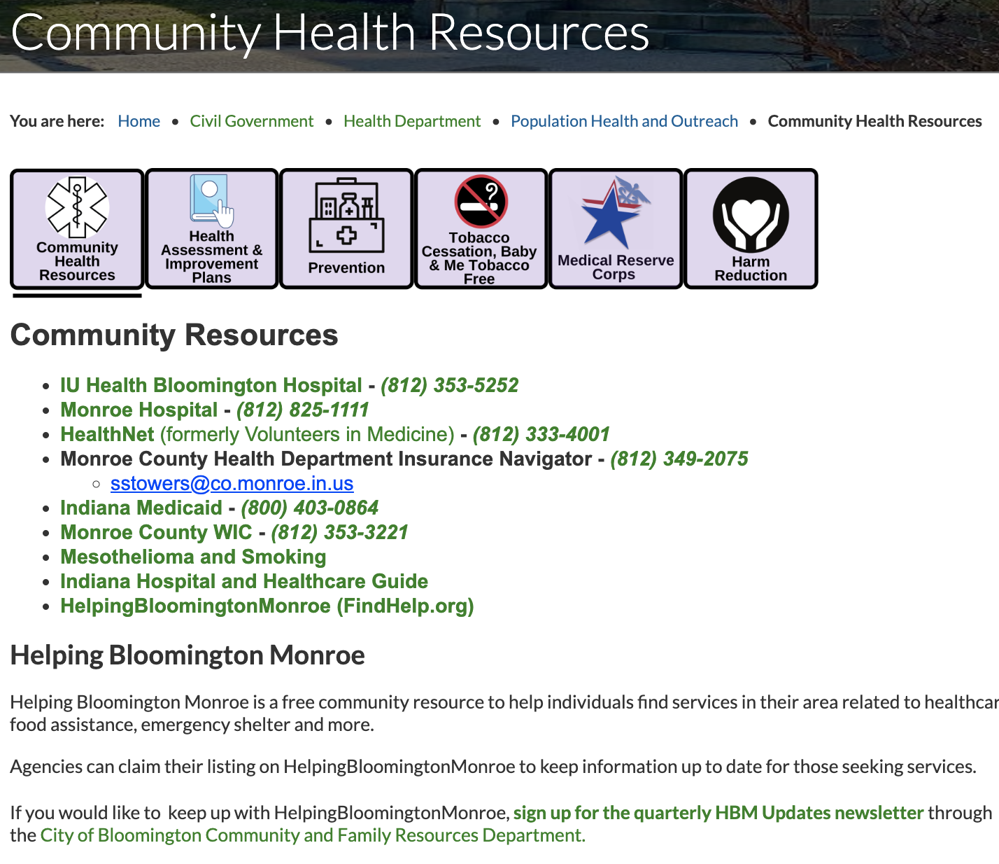 Community Health Resources
You are here: Home • Civil Government • Health Department • Population Health and Outreach • Community Health Resources
Community
Health
Resources
Health
Assessment &
Improvement
Plans
Prevention
Tobacco
Cessation, Baby
& Me Tobacco
Free
Medical Reserve
Corps
Harm
Reduction
Community Resources
• IU Health Bloomington Hospital - (812) 353-5252
• Monroe Hospital - (812) 825-1111
• HealthNet (formerly Volunteers in Medicine) - (812) 333-4001
• Monroe County Health Department Insurance Navigator - (812) 349-2075
◦ sstowers@co.monroe.in.us
• Indiana Medicaid - (800) 403-0864
• Monroe County WIC - (812) 353-3221
• Mesothelioma and Smoking
• Indiana Hospital and Healthcare Guide
• HelpingBloomingtonMonroe (FindHelp.org)
Helping Bloomington Monroe
Helping Bloomington Monroe is a free community resource to help individuals find services in their area related to healthcar
food assistance, emergency shelter and more.
Agencies can claim their listing on HelpingBloomingtonMonroe to keep information up to date for those seeking services.
If you would like to  keep up with HelpingBloomingtonMonroe, sign up for the quarterly HBM Updates newsletter through
the City of Bloomington Community and Family Resources Department.